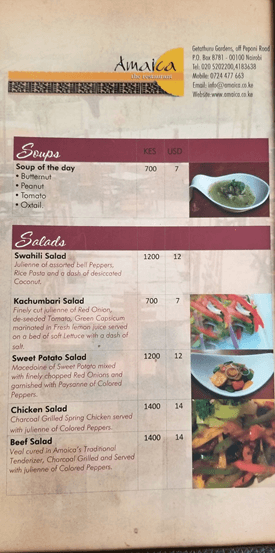 Amaica
THE RESTAURANT
Getathuru Gardens, off Peponi Road
P.O. Box 8781 - 00100 Nairobi
Tel: 020 5202200,4183638
Mobile: 0724 477 663
Email: info@amaica.co.ke
Website:www.amaica.co.ke
Soups KES USD
Soup of the day 700 7
• Butternut
• Peanut
• Tomato
• Oxtail
Salads
Swahili Salad 1200 12
Julienne of assorted bell Peppers,
Rice Pasta and a dash of desiccated
Coconut.
Kachumbari Salad 700 7
Finely cut julienne of Red Onion,
de-seeded Tomato, Green Capsicum
marinated in Fresh lemon juice served
on a bed of soft Lettuce with a dash of
salt.
Sweet Potato Salad 1200 12
Macedoine of Sweet Potato mixed
with finely chopped Red Onions and
garnished with Paysanne of Colored
Peppers.
Chicken Salad 1400 14
Charcoal Grilled Spring Chicken served
with julienne of Colored Peppers.
Beef Salad 1400 14
Veal cured in Amaica's Traditional
Tenderizer, Charcoal Grilled and Served
with julienne of Colored Peppers.